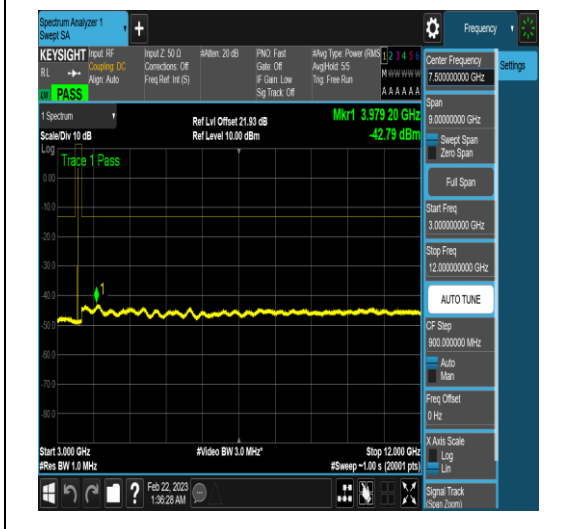 Spectrum Analyzer 1
Swept SA
Frequency
KEYSIGHT
Input: RF
Coupling: DC
Align: Auto
Input Z: 50 Ω
Corrections: Off
Freq Ref: Int (S)
#Atten: 20 dB
PNO: Fast
Gate: Off
IF Gain: Low
Sig Track: Off
#Avg Type: Power (RMS
Avg|Hold: 5/5
Trig: Free Run
1 2 3 4 5 6
M W W W W W
A A A A A A
RL
PASS
1 Spectrum
Scale/Div 10 dB
Log
Ref Lvl Offset 21.93 dB
Ref Level 10.00 dBm
Mkr1 3.979 20 GHz
-42.79 dBm
Trace 1 Pass
0.00
-10.0
-20.0
-30.0
-40.0
-50.0
-60.0
-70.0
-80.0
1
Start 3.000 GHz
#Res BW 1.0 MHz
#Video BW 3.0 MHz*
Stop 12.000 GHz
#Sweep ~1.00 s (20001 pts)
Feb 22, 2023
1:36:28 AM
Center Frequency
7.500000000 GHz
Settings
Span
9.00000000 GHz
Swept Span
Zero Span
Full Span
Start Freq
3.000000000 GHz
Stop Freq
12.000000000 GHz
AUTO TUNE
CF Step
900.000000 MHz
Auto
Man
Freq Offset
0 Hz
X Axis Scale
Log
Lin
Signal Track
(Span Zoom)